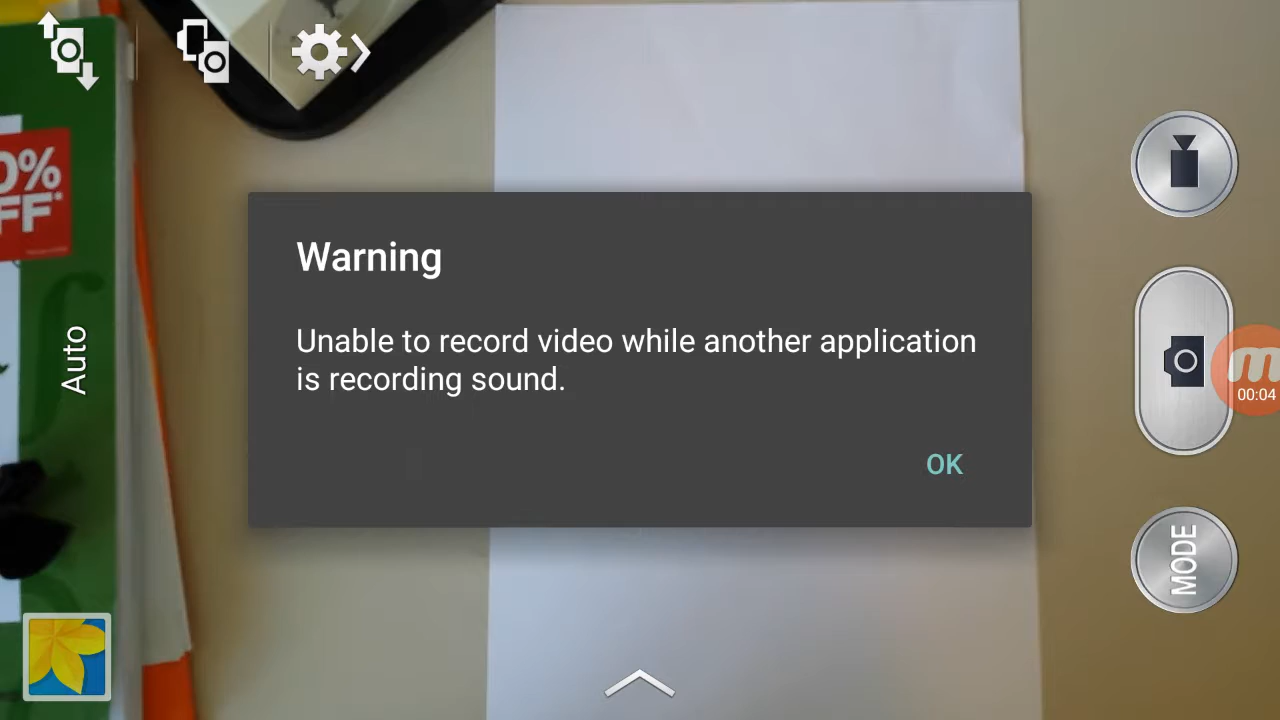 0%
FF*
Auto
Warning
Unable to record video while another application
is recording sound.
OK
m
00:04
MODE